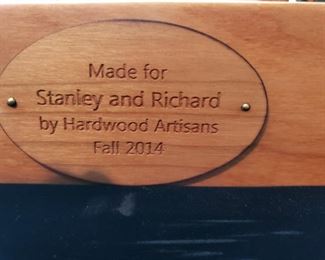 Made for
Stanley and Richard
by Hardwood Artisans
Fall 2014